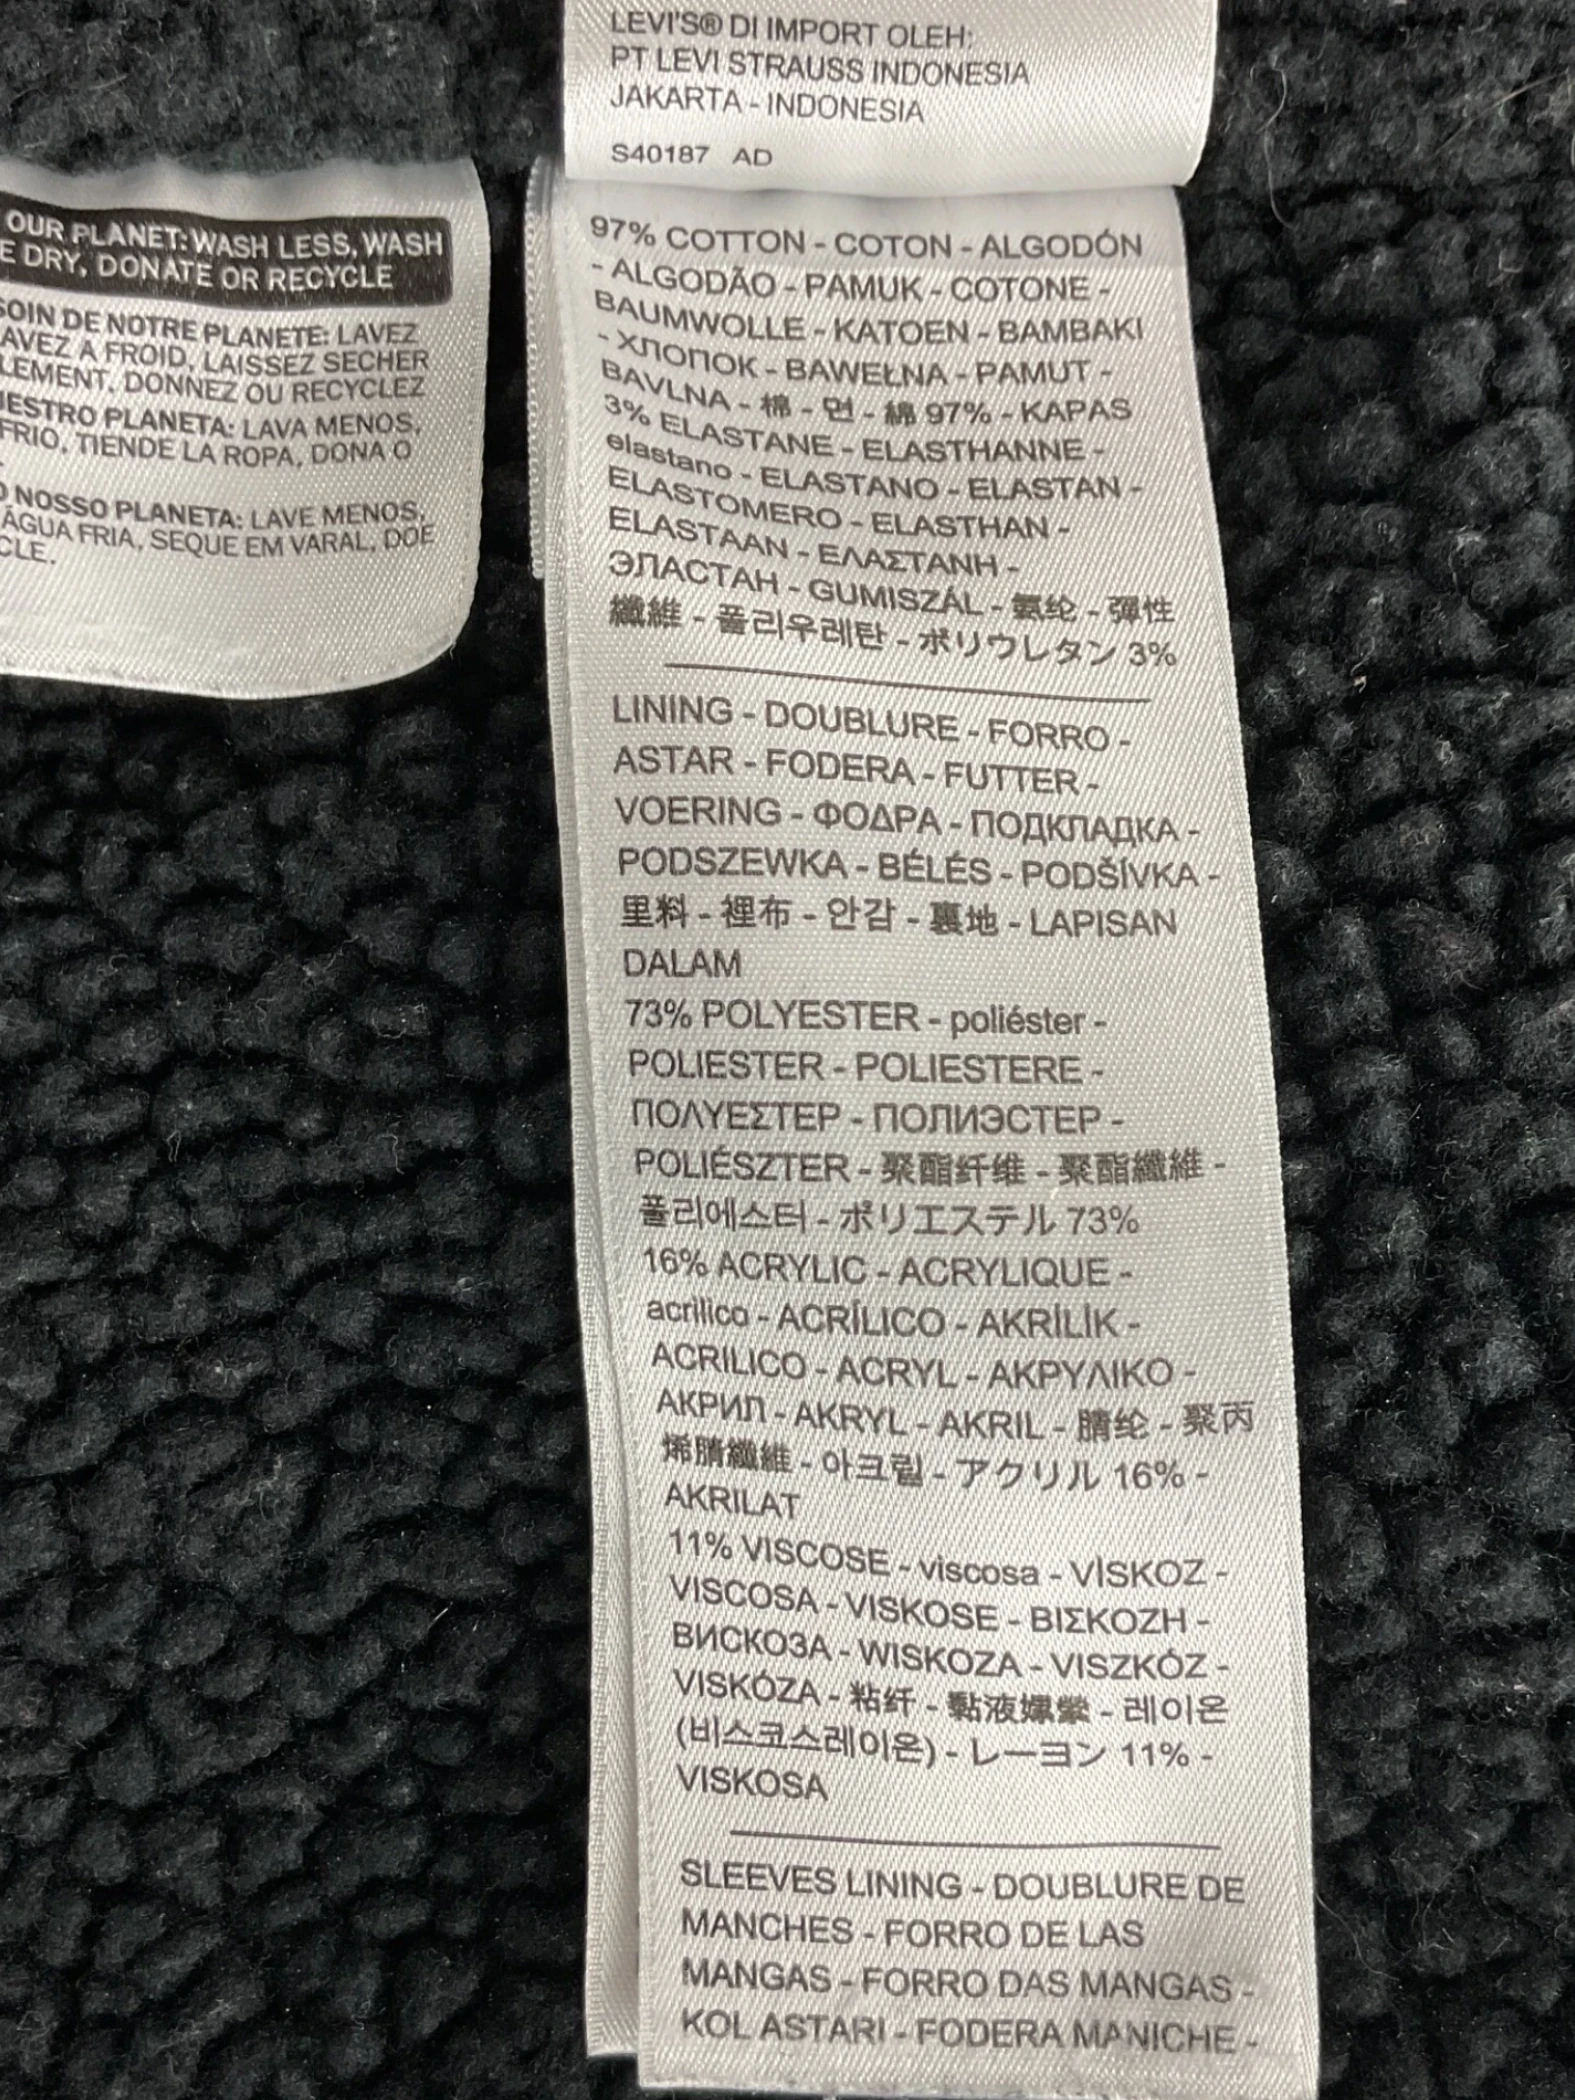 LEVI'S® DI IMPORT OLEH:
PT LEVI STRAUSS INDONESIA
JAKARTA - INDONESIA
S40187 AD
OUR PLANET: WASH LESS, WASH
E DRY, DONATE OR RECYCLE
SOIN DE NOTRE PLANETE: LAVEZ
AVEZ A FROID, LAISSEZ SECHER
LEMENT, DONNEZ OU RECYCLEZ
UESTRO PLANETA: LAVA MENOS,
FRIO, TIENDE LA ROPA, DONA O
O NOSSO PLANETA: LAVE MENOS,
ÁGUA FRIA, SEQUE EM VARAL, DOE
CLE.
97% COTTON - COTON - ALGODÓN
- ALGODÃO - PAMUK - COTONE -
BAUMWOLLE - KATOEN - BAMBAKI
- ХЛОПОК - BAWEŁNA - PAMUT -
BAVLNA - 棉 - 면 - 綿 97% - KAPAS
3% ELASTANE - ELASTHANNE -
elastano - ELASTANO - ELASTAN -
ELASTOMERO - ELASTHAN -
ELASTAAN - ΕΛΑΣΤΑΝΗ -
ЭЛАСТАН - GUMISZÁL - 氨纶 - 彈性
纖維 - 폴리우레탄 - ポリウレタン 3%
LINING - DOUBLURE - FORRO -
ASTAR - FODERA - FUTTER -
VOERING - ΦΟΔΡΑ - ПОДКЛАДКА -
PODSZEWKA - BÉLÉS - PODŠÍVKA -
里料 - 裡布 - 안감 - 裏地 - LAPISAN
DALAM
73% POLYESTER - poliéster -
POLIESTER - POLIESTERE -
ΠΟΛΥΕΣΤΕΡ - ПОЛИЭСТЕР -
POLIÉSZTER - 聚酯纤维 - 聚酯纖維 -
폴리에스터 - ポリエステル 73%
16% ACRYLIC - ACRYLIQUE -
acrilico - ACRÍLICO - AKRİLİK -
ACRILICO - ACRYL - ΑΚΡΥΛΙΚΟ -
АКРИЛ - AKRYL - AKRIL - 腈纶 - 聚丙
烯腈纖維 - 아크릴 - アクリル 16% -
AKRILAT
11% VISCOSE - viscosa - VİSKOZ -
VISCOSA - VISKOSE - ΒΙΣΚΟΖΗ -
ВИСКОЗА - WISKOZA - VISZKÓZ -
VISKÓZA - 粘纤 - 黏液嫘縈 - 레이온
(비스코스레이온) - レーヨン 11% -
VISKOSA
SLEEVES LINING - DOUBLURE DE
MANCHES - FORRO DE LAS
MANGAS - FORRO DAS MANGAS -
KOL ASTARI - FODERA MANICHE -